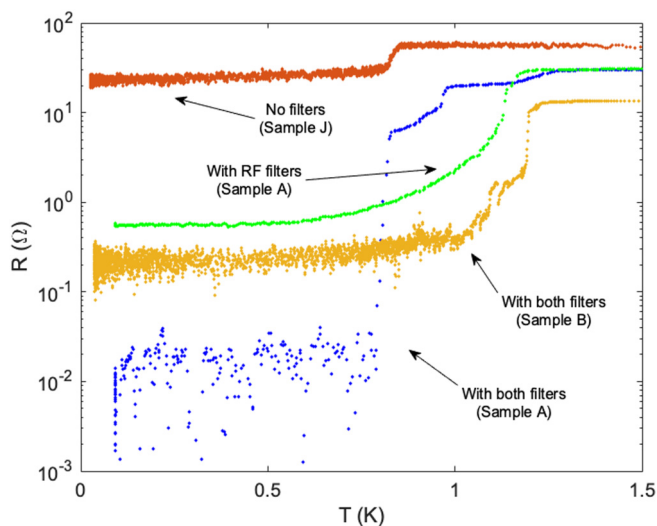 10²
10¹
10⁰
10⁻¹
10⁻²
10⁻³
R (Ω)
No filters
(Sample J)
With RF filters
(Sample A)
With both filters
(Sample B)
With both filters
(Sample A)
0
0.5
1
1.5
T (K)